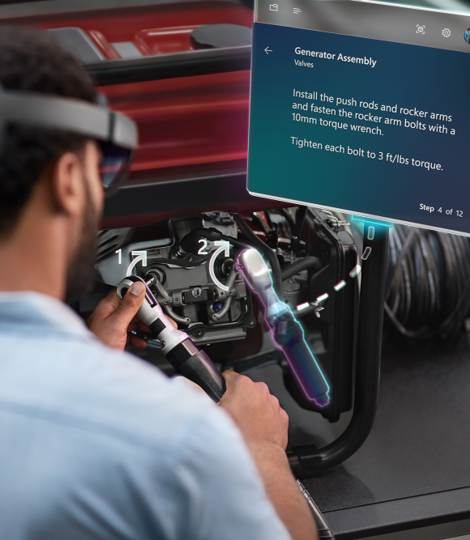 Generator Assembly
Valves
Install the push rods and rocker arms
and fasten the rocker arm bolts with a
10mm torque wrench.
Tighten each bolt to 3 ft/lbs torque.
Step 4 of 12
1
2